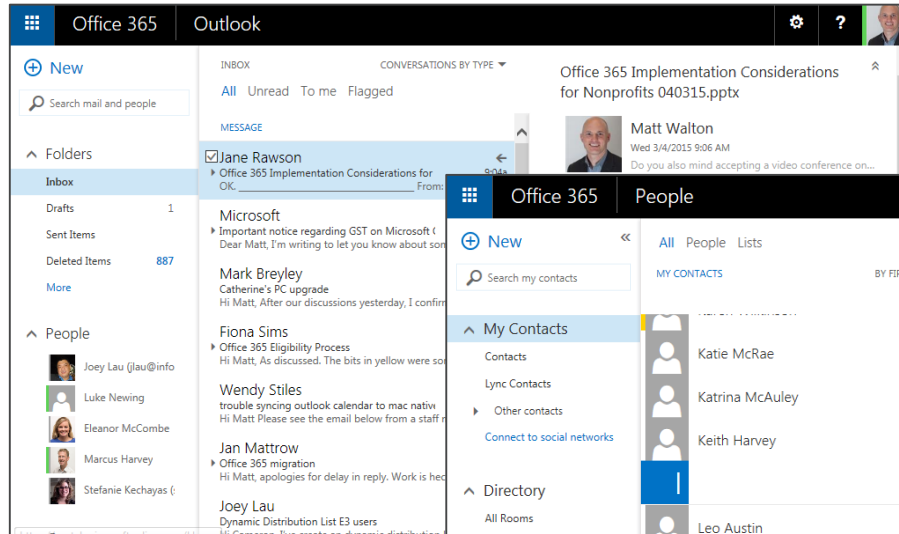 Office 365
Outlook
?
New
Search mail and people
Folders
Inbox
Drafts 1
Sent Items
Deleted Items 887
More
People
Joey Lau (jlau@info
Luke Newing
Eleanor McCombe
Marcus Harvey
Stefanie Kechayas (
INBOX CONVERSATIONS BY TYPE
All Unread To me Flagged
MESSAGE
Jane Rawson
Office 365 Implementation Considerations for 9:04a
OK. From:
Microsoft
Important notice regarding GST on Microsoft
Dear Matt, I'm writing to let you know about som
Mark Breyley
Catherine's PC upgrade
Hi Matt, After our discussions yesterday, I confirm
Fiona Sims
Office 365 Eligibility Process
Hi Matt, As discussed. The bits in yellow were so
Wendy Stiles
trouble syncing outlook calendar to mac native
Hi Matt Please see the email below from a staff
Jan Mattrow
Office 365 migration
Hi Matt, apologies for delay in reply. Work is hec
Joey Lau
Dynamic Distribution List E3 users
Office 365 Implementation Considerations
for Nonprofits 040315.pptx
Matt Walton
Wed 3/4/2015 9:06 AM
Do you also mind accepting a video conference on...
Office 365
People
New
Search my contacts
My Contacts
Contacts
Lync Contacts
Other contacts
Connect to social networks
Directory
All Rooms
All People Lists
MY CONTACTS BY FIR
Katie McRae
Katrina McAuley
Keith Harvey
Leo Austin